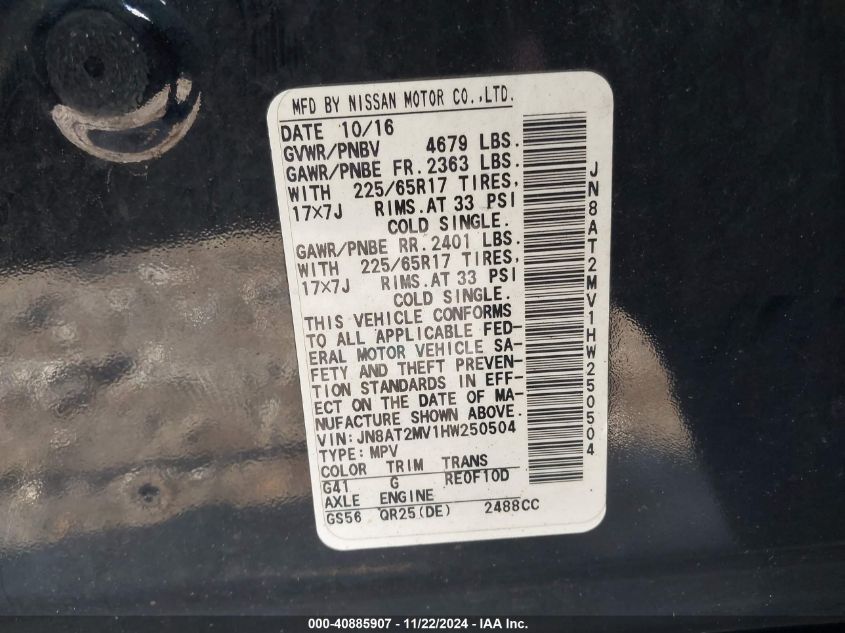 MFD BY NISSAN MOTOR CO.,LTD.
DATE 10/16
GVWR/PNBV 4679 LBS.
GAWR/PNBE FR. 2363 LBS.
WITH 225/65R17 TIRES,
17X7J RIMS. AT 33 PSI
COLD SINGLE.
GAWR/PNBE RR. 2401 LBS.
WITH 225/65R17 TIRES,
17X7J RIMS. AT 33 PSI
COLD SINGLE.
THIS VEHICLE CONFORMS
TO ALL APPLICABLE FED-
ERAL MOTOR VEHICLE SA-
FETY AND THEFT PREVEN-
TION STANDARDS IN EFF-
ECT ON THE DATE OF MA-
NUFACTURE SHOWN ABOVE.
VIN: JN8AT2MV1HW250504
TYPE: MPV
COLOR TRIM TRANS
G41 G RE0F10D
AXLE ENGINE
GS56 QR25(DE) 2488CC
JN8AT2MV1HW250504
000-40885907 - 11/22/2024 - IAA Inc.